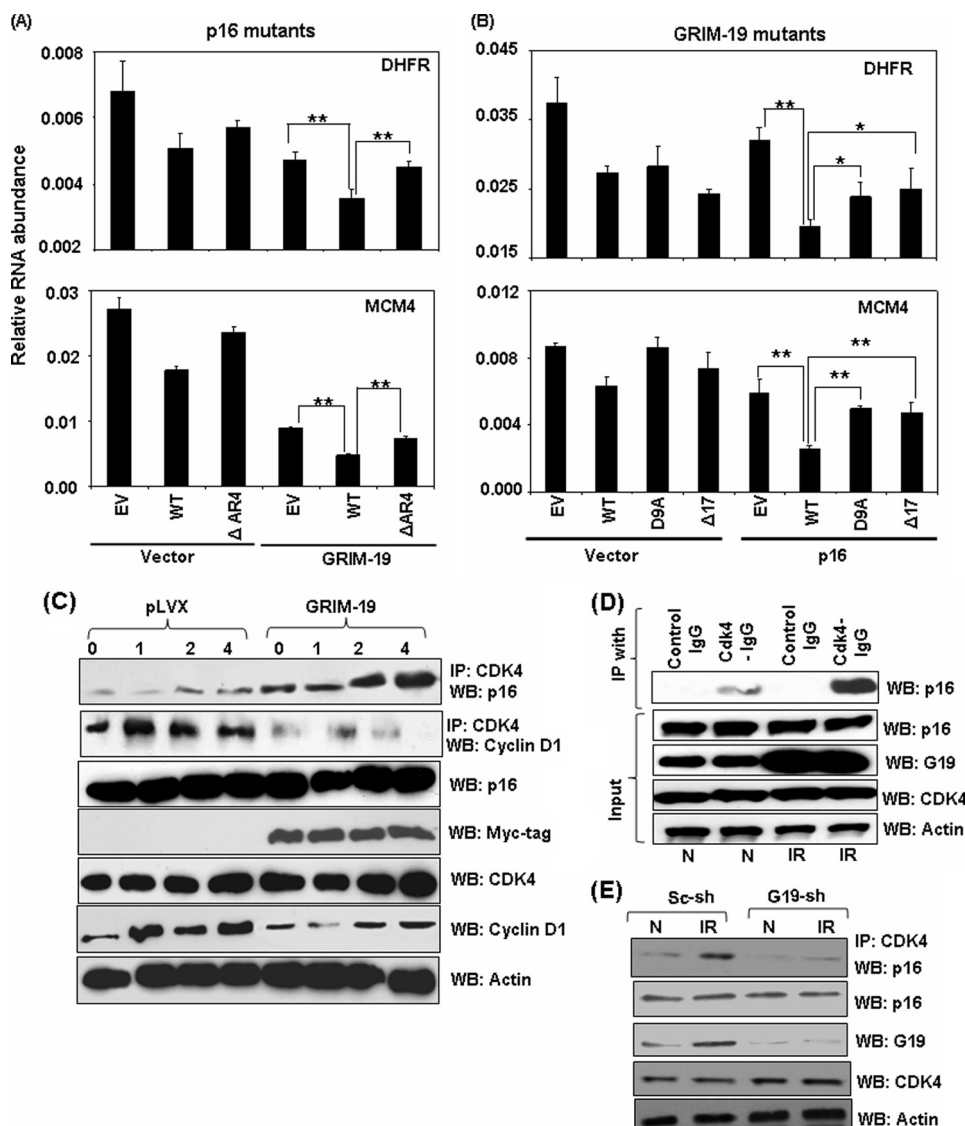 (A)
p16 mutants
0.008
DHFR
0.006
**
**
0.004
0.002
Relative RNA abundance
0.03
MCM4
0.02
0.01
**
**
0.00
EV
WT
Δ AR4
EV
WT
ΔAR4
Vector
GRIM-19
(B)
GRIM-19 mutants
0.045
DHFR
0.035
**
*
*
0.025
0.015
0.012
MCM4
0.008
**
**
**
0.004
0.000
EV
WT
D9A
Δ17
EV
WT
D9A
Δ17
Vector
p16
(C)
pLVX
GRIM-19
0 1 2 4 0 1 2 4
IP: CDK4
WB: p16
IP: CDK4
WB: Cyclin D1
WB: p16
WB: Myc-tag
WB: CDK4
WB: Cyclin D1
WB: Actin
(D)
IP with
Control
IgG
Cdk4
- IgG
Control
IgG
Cdk4-
IgG
WB: p16
Input
WB: p16
WB: G19
WB: CDK4
WB: Actin
N N IR IR
(E)
Sc-sh
G19-sh
N IR N IR
IP: CDK4
WB: p16
WB: p16
WB: G19
WB: CDK4
WB: Actin